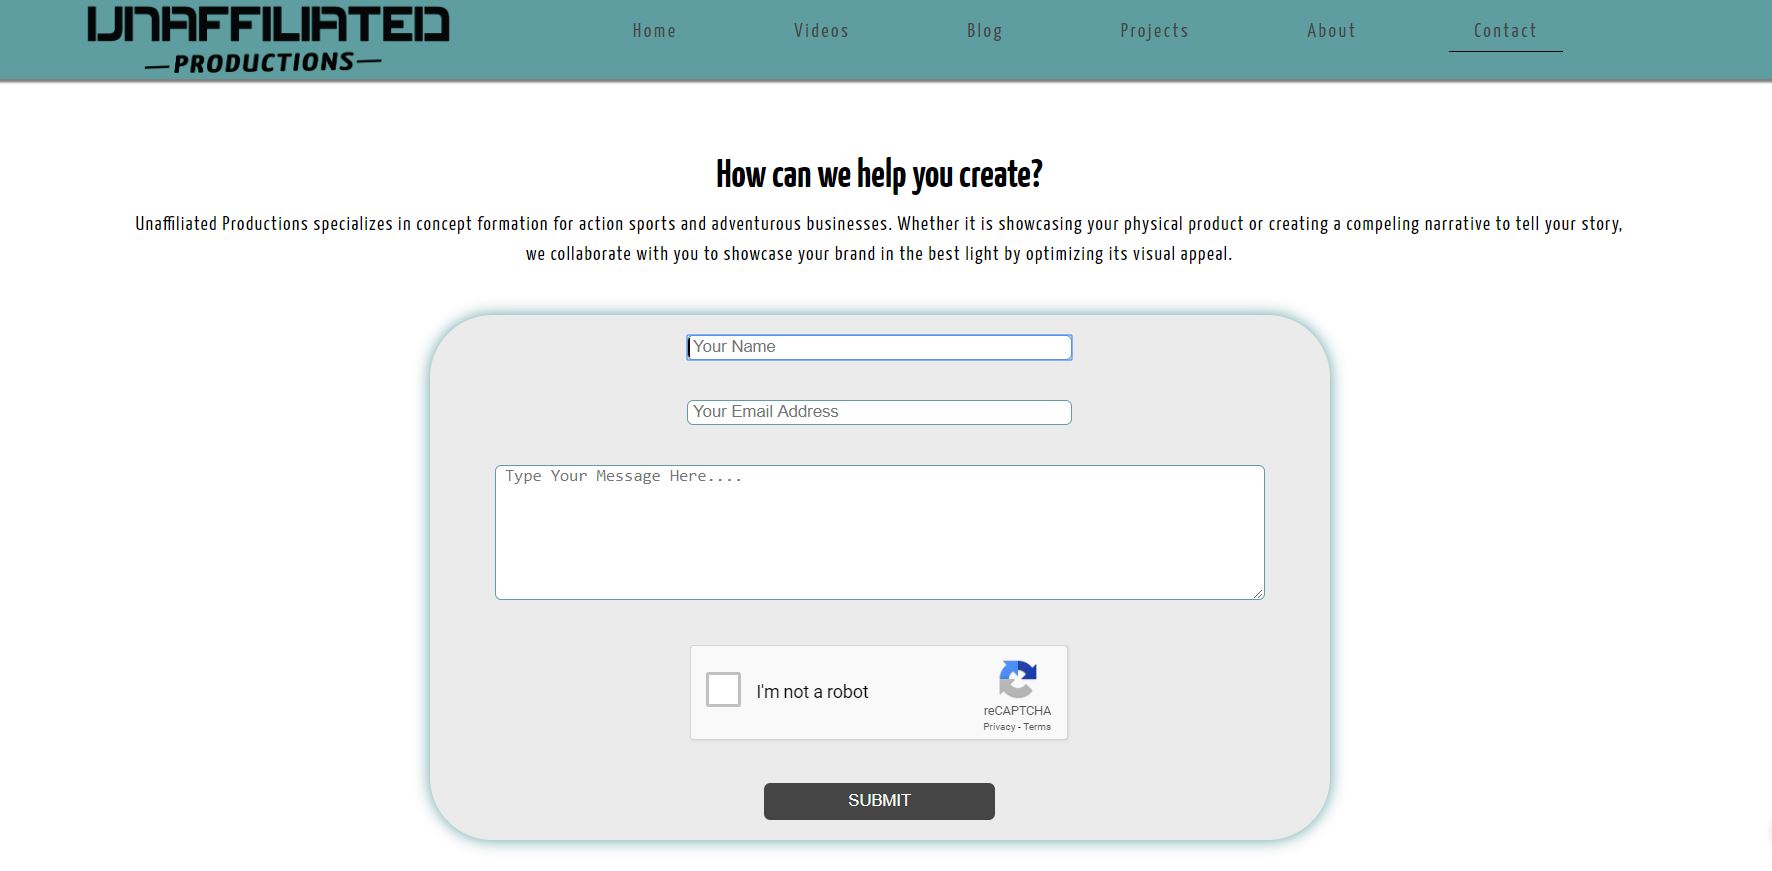 UNAFFILIATED
PRODUCTIONS
Home Videos Blog Projects About Contact
How can we help you create?
Unaffiliated Productions specializes in concept formation for action sports and adventurous businesses. Whether it is showcasing your physical product or creating a compeling narrative to tell your story,
we collaborate with you to showcase your brand in the best light by optimizing its visual appeal.
Your Name
Your Email Address
Type Your Message Here....
I'm not a robot
reCAPTCHA
Privacy - Terms
SUBMIT